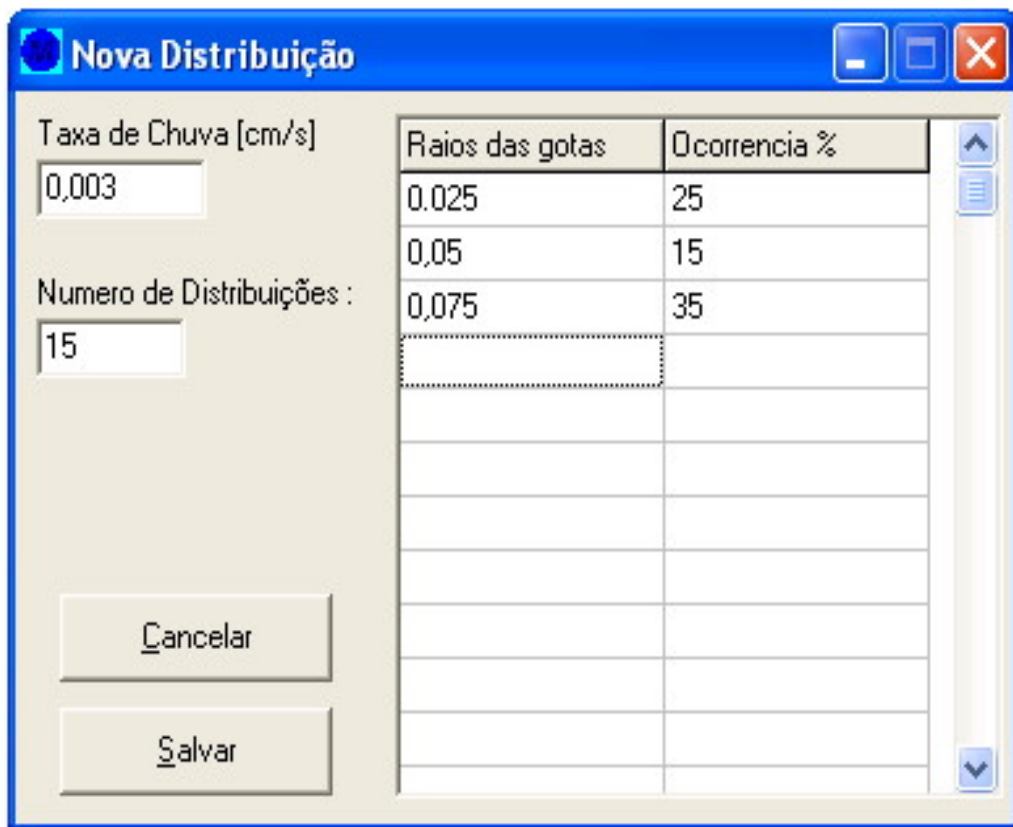 Nova Distribuição
Taxa de Chuva [cm/s]
0,003
Numero de Distribuições :
15
Raios das gotas Ocorrencia %
0.025 25
0,05 15
0,075 35
Cancelar
Salvar